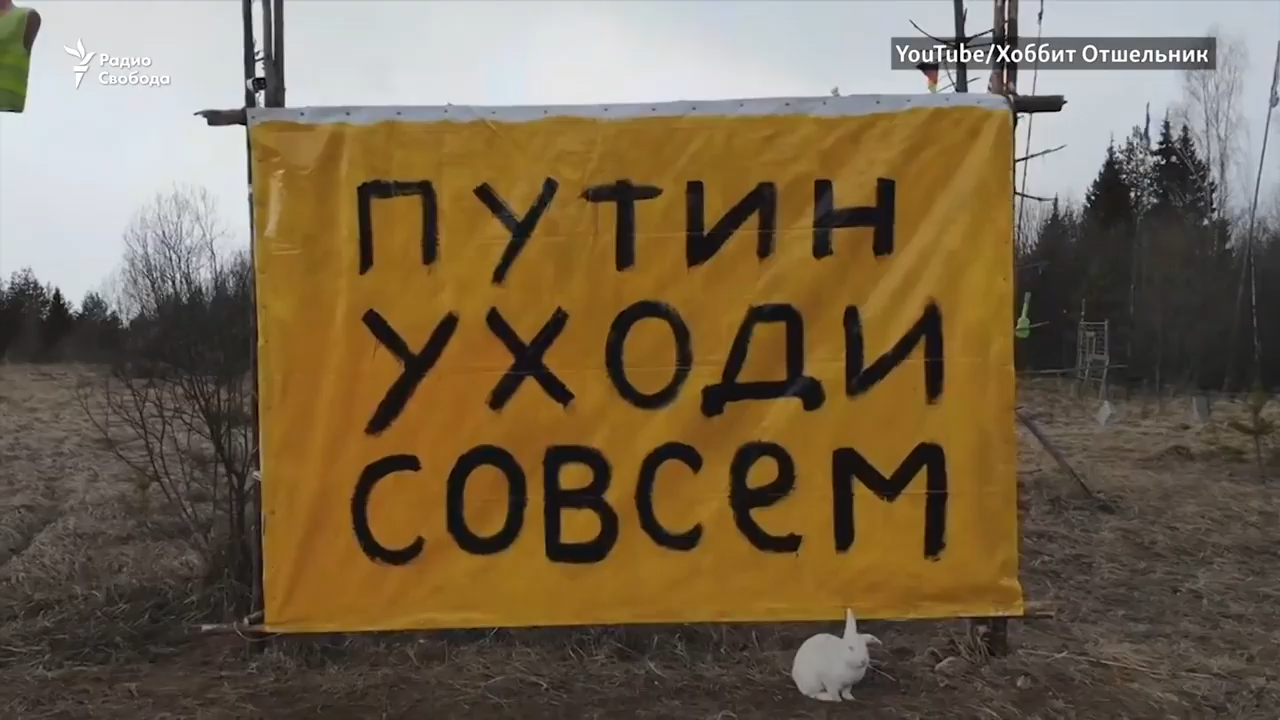 Радио
Свобода
YouTube/Хоббит Отшельник
ПУТИН
УХОДИ
СОВСЕМ